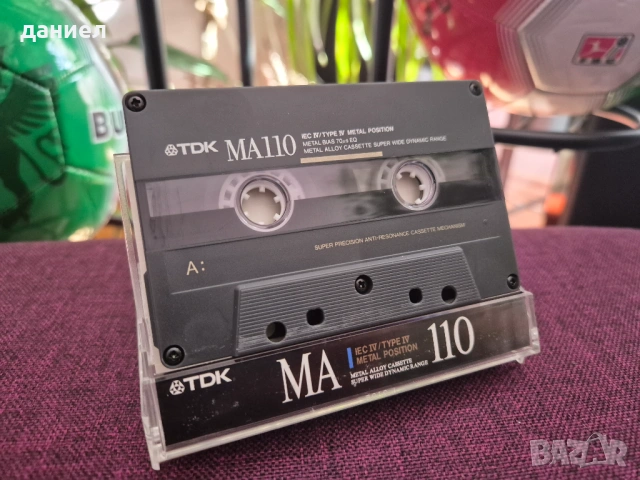 даниел
BU
TDK MA110
IEC IV/TYPE IV METAL POSITION
METAL BIAS 70μs EQ
METAL ALLOY CASSETTE SUPER WIDE DYNAMIC RANGE
SUPER PRECISION ANTI-RESONANCE CASSETTE MECHANISM
A:
TDK MA 110
IEC IV/TYPE IV
METAL POSITION
METAL ALLOY CASSETTE
SUPER WIDE DYNAMIC RANGE
BAZAR
bg